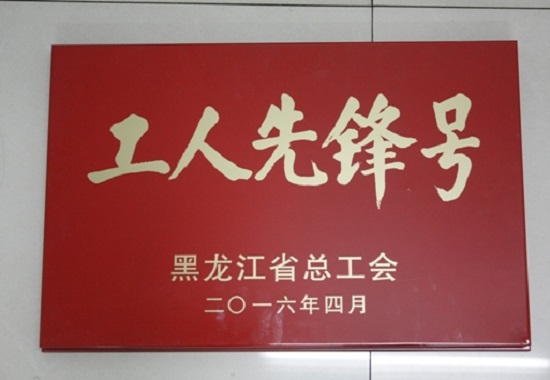 工人先锋号
黑龙江省总工会
二〇一六年四月